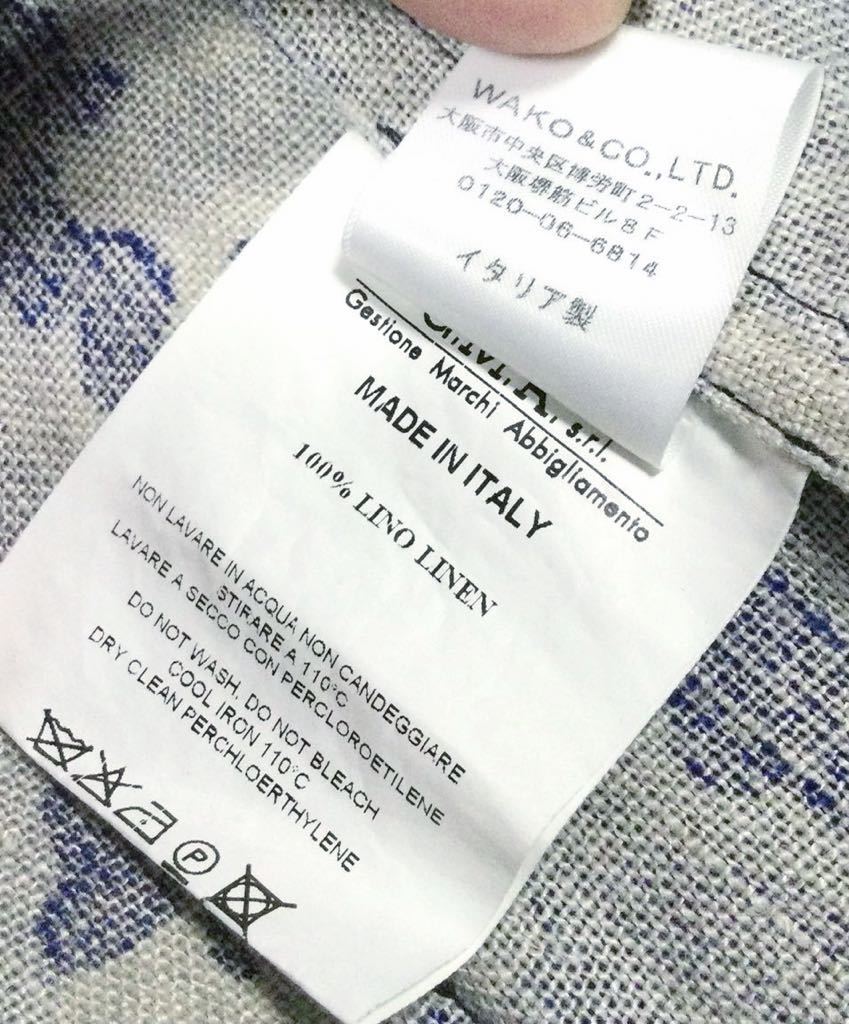 WAKO & CO., LTD.
大阪市中央区博労町2-2-13
大阪堺筋ビル8F
0120-06-6814
イタリア製
s.r.l.
Gestione Marchi Abbigliamento
MADE IN ITALY
100% LINO LINEN
NON LAVARE IN ACQUA NON CANDEGGIARE
STIRARE A 110°C
LAVARE A SECCO CON PERCLOROETILENE
DO NOT WASH, DO NOT BLEACH
COOL IRON 110°C
DRY CLEAN PERCHLOERTHYLENE
P